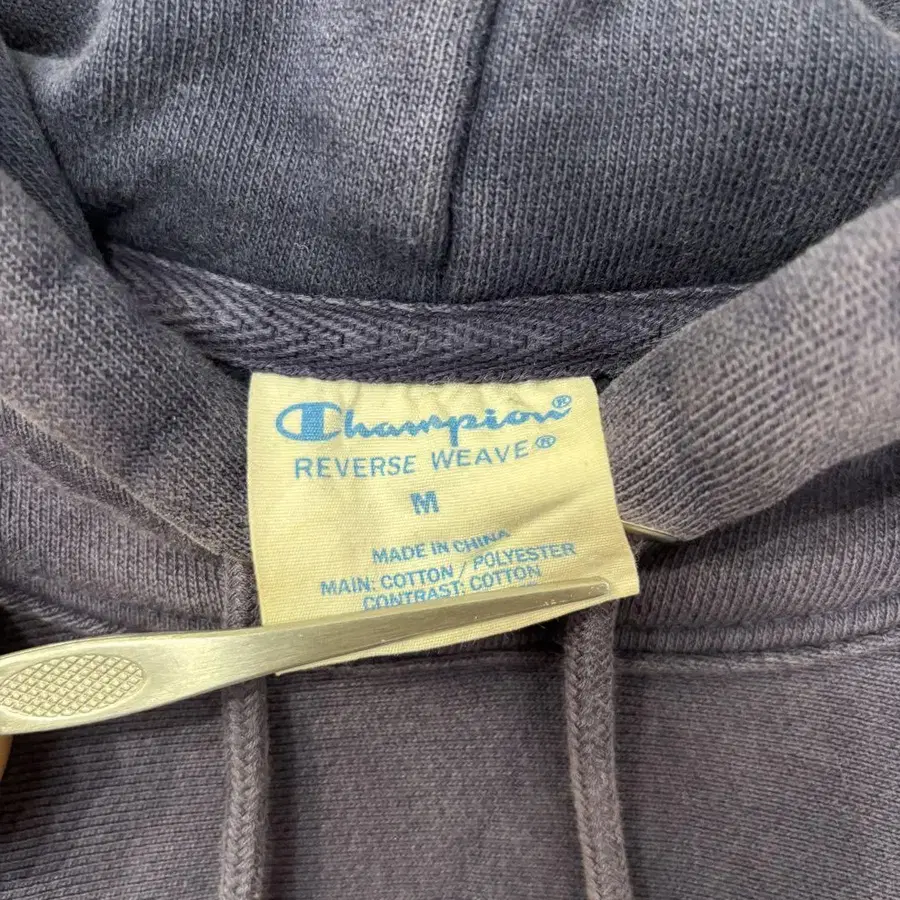 Champion®
REVERSE WEAVE®
M
MADE IN CHINA
MAIN: COTTON / POLYESTER
CONTRAST: COTTON